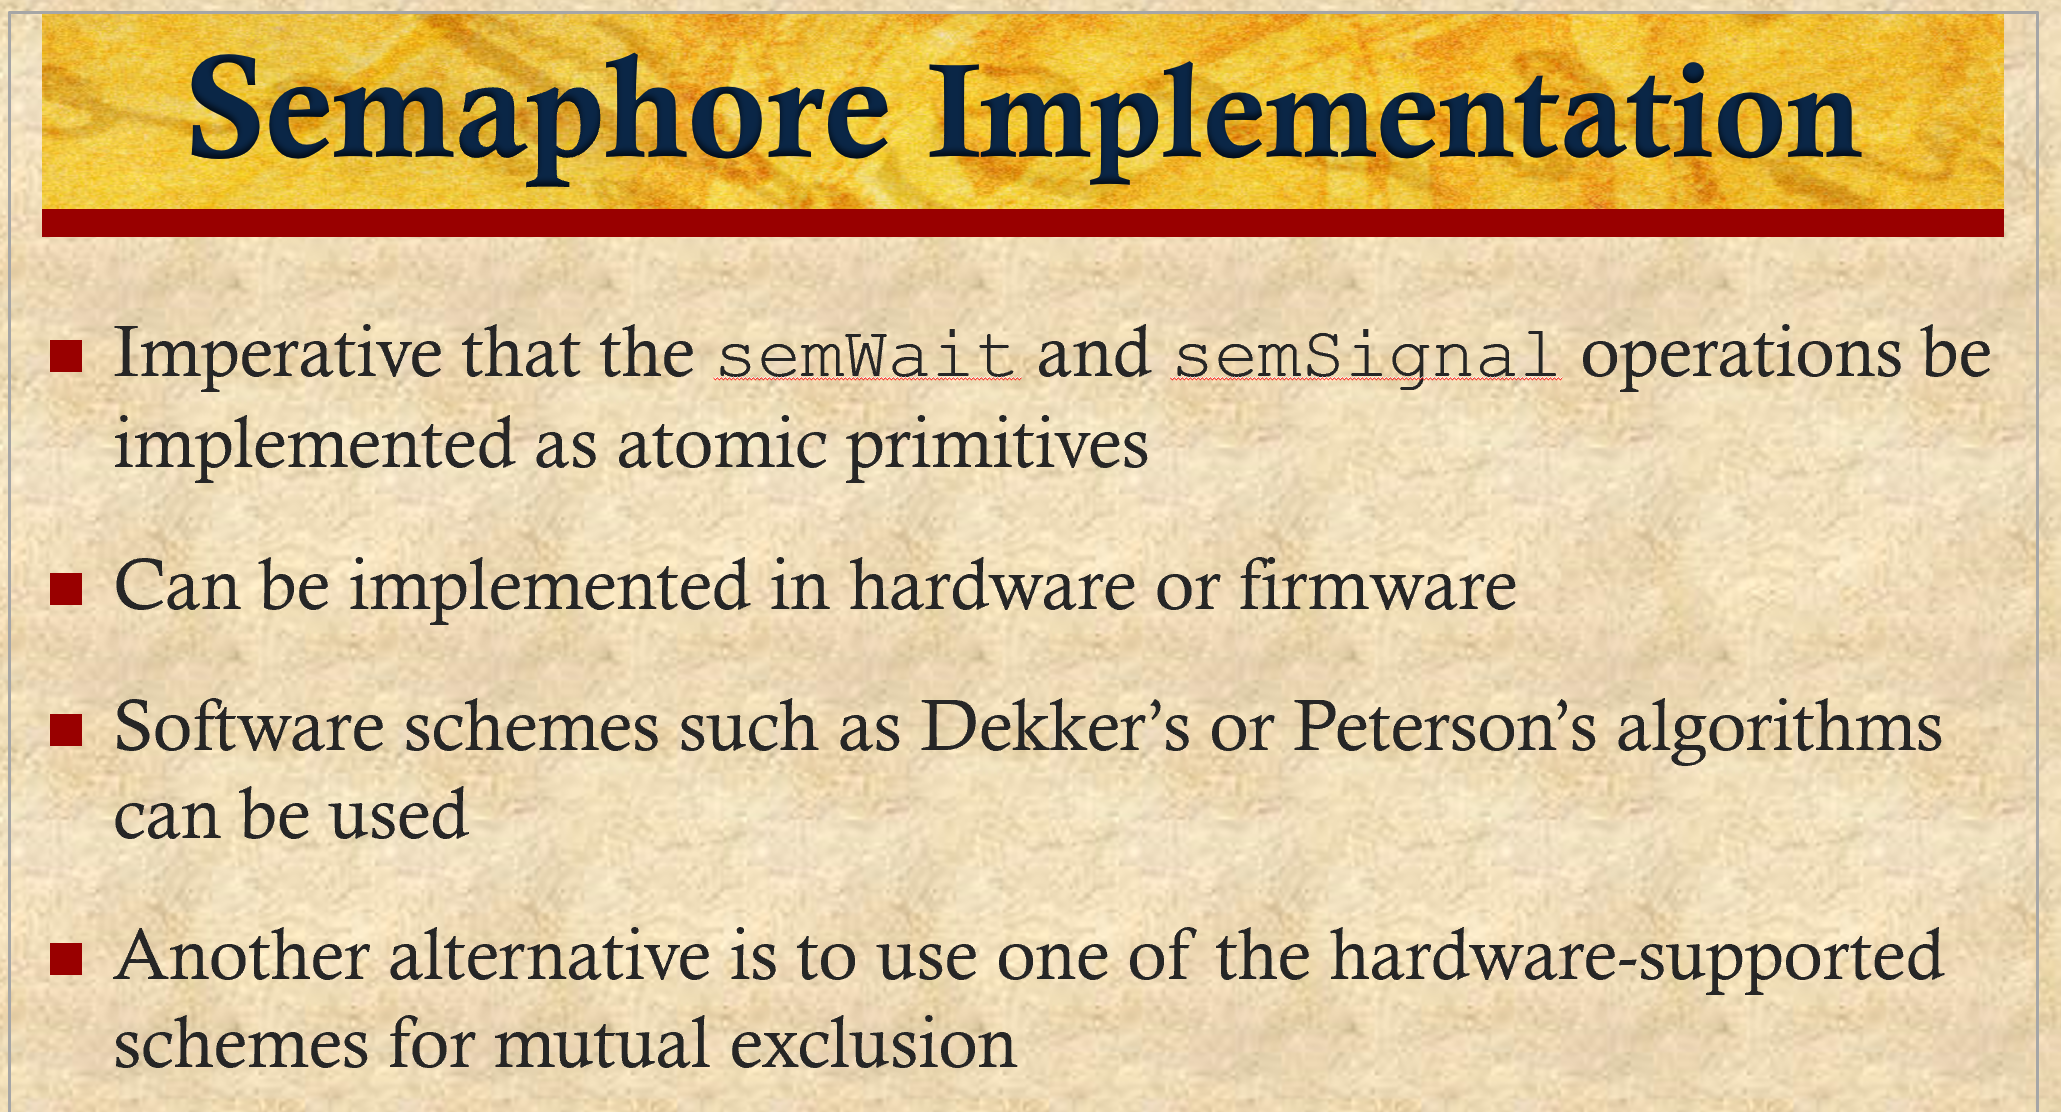 Semaphore Implementation
Imperative that the semWait and semSignal operations be
implemented as atomic primitives
Can be implemented in hardware or firmware
Software schemes such as Dekker’s or Peterson’s algorithms
can be used
Another alternative is to use one of the hardware-supported
schemes for mutual exclusion